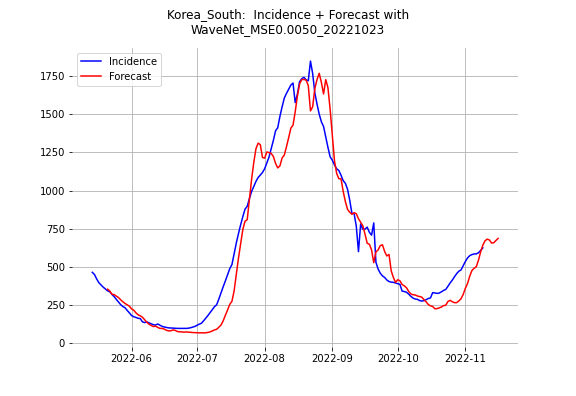 Korea_South:  Incidence + Forecast with
WaveNet_MSE0.0050_20221023
Incidence
Forecast
1750
1500
1250
1000
750
500
250
0
2022-06 2022-07 2022-08 2022-09 2022-10 2022-11